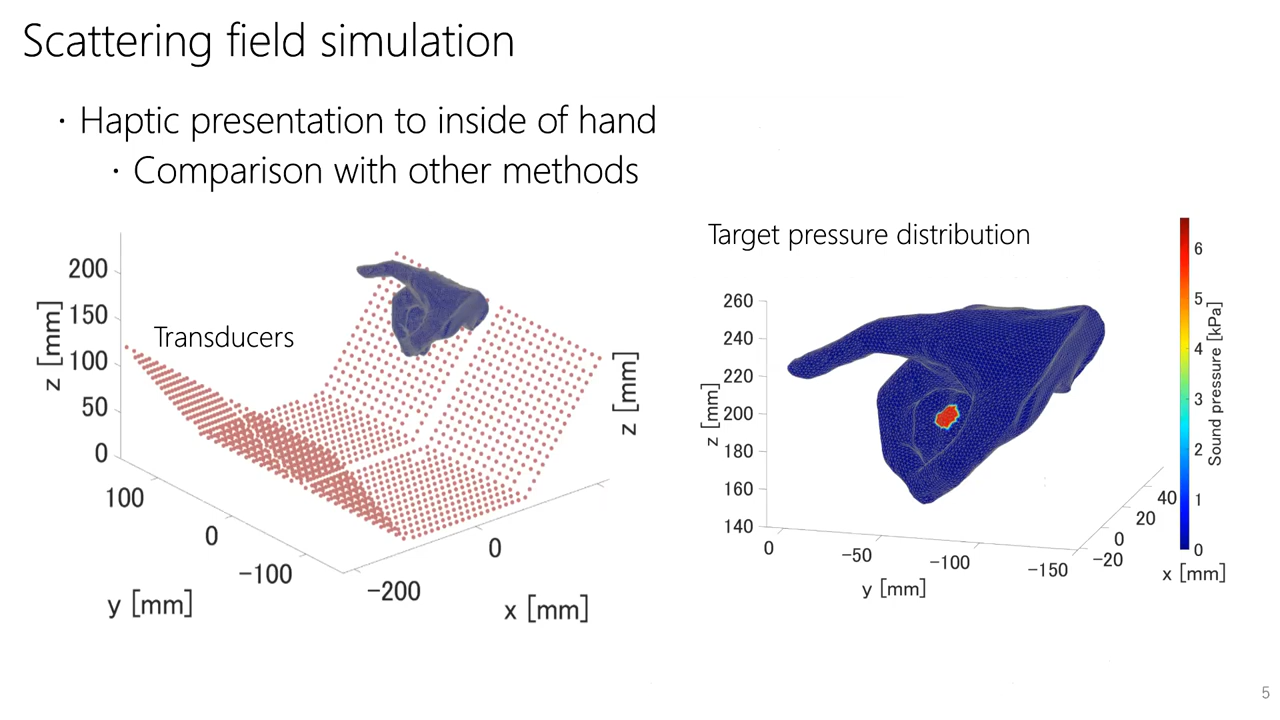 Scattering field simulation
・Haptic presentation to inside of hand
・Comparison with other methods
Transducers
z [mm]
200
150
100
50
0
100
0
−100
y [mm]
−200
0
x [mm]
z [mm]
Target pressure distribution
z [mm]
260
240
220
200
180
160
140
0
−50
−100
−150
y [mm]
40
20
0
−20
x [mm]
6
5
4
3
2
1
0
Sound pressure [kPa]
5